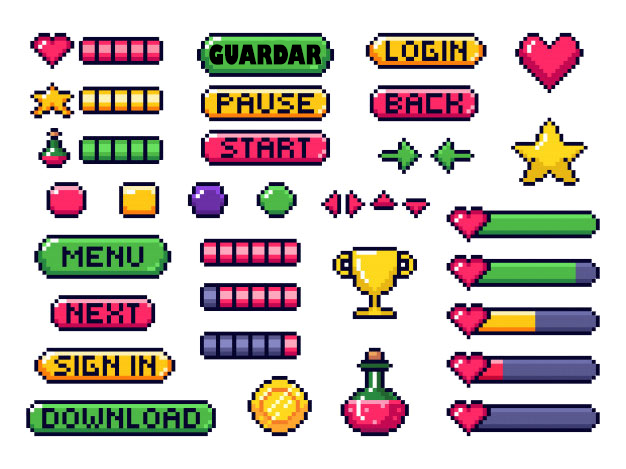 GUARDAR
LOGIN
PAUSE
BACK
START
MENU
NEXT
SIGN IN
DOWNLOAD